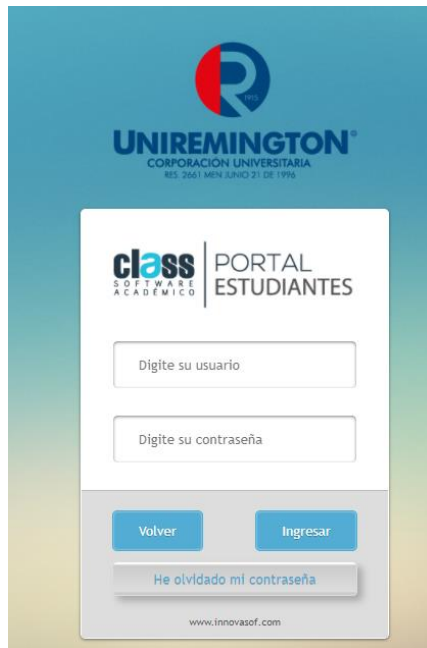 1915
UNIREMINGTON®
CORPORACIÓN UNIVERSITARIA
RES. 2661 MEN JUNIO 21 DE 1996
class
SOFTWARE
ACADÉMICO
PORTAL
ESTUDIANTES
Digite su usuario
Digite su contraseña
Volver
Ingresar
He olvidado mi contraseña
www.innovasof.com